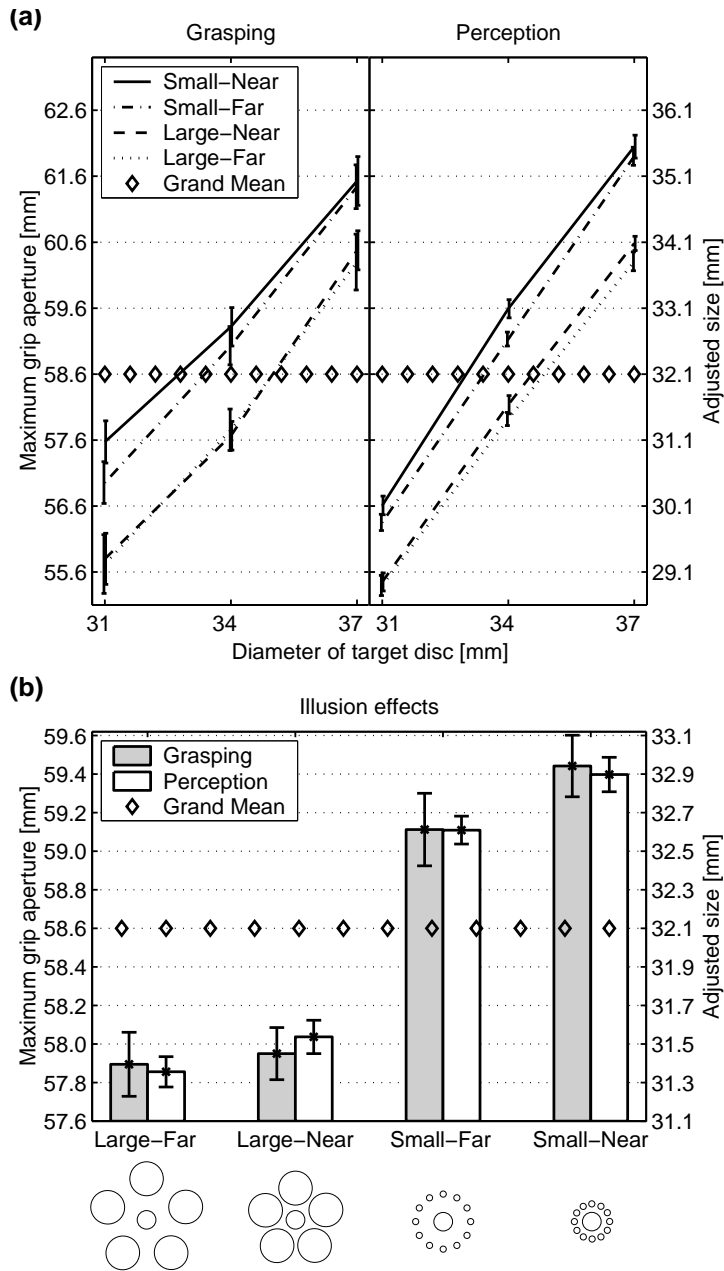 (a)
Grasping
Perception
Small−Near
Small−Far
Large−Near
Large−Far
Grand Mean
Maximum grip aperture [mm]
62.6
61.6
60.6
59.6
58.6
57.6
56.6
55.6
36.1
35.1
34.1
33.1
32.1
31.1
30.1
29.1
Adjusted size [mm]
31
34
37
31
34
37
Diameter of target disc [mm]
(b)
Illusion effects
Grasping
Perception
Grand Mean
Maximum grip aperture [mm]
59.6
59.4
59.2
59.0
58.8
58.6
58.4
58.2
58.0
57.8
57.6
33.1
32.9
32.7
32.5
32.3
32.1
31.9
31.7
31.5
31.3
31.1
Adjusted size [mm]
Large−Far
Large−Near
Small−Far
Small−Near